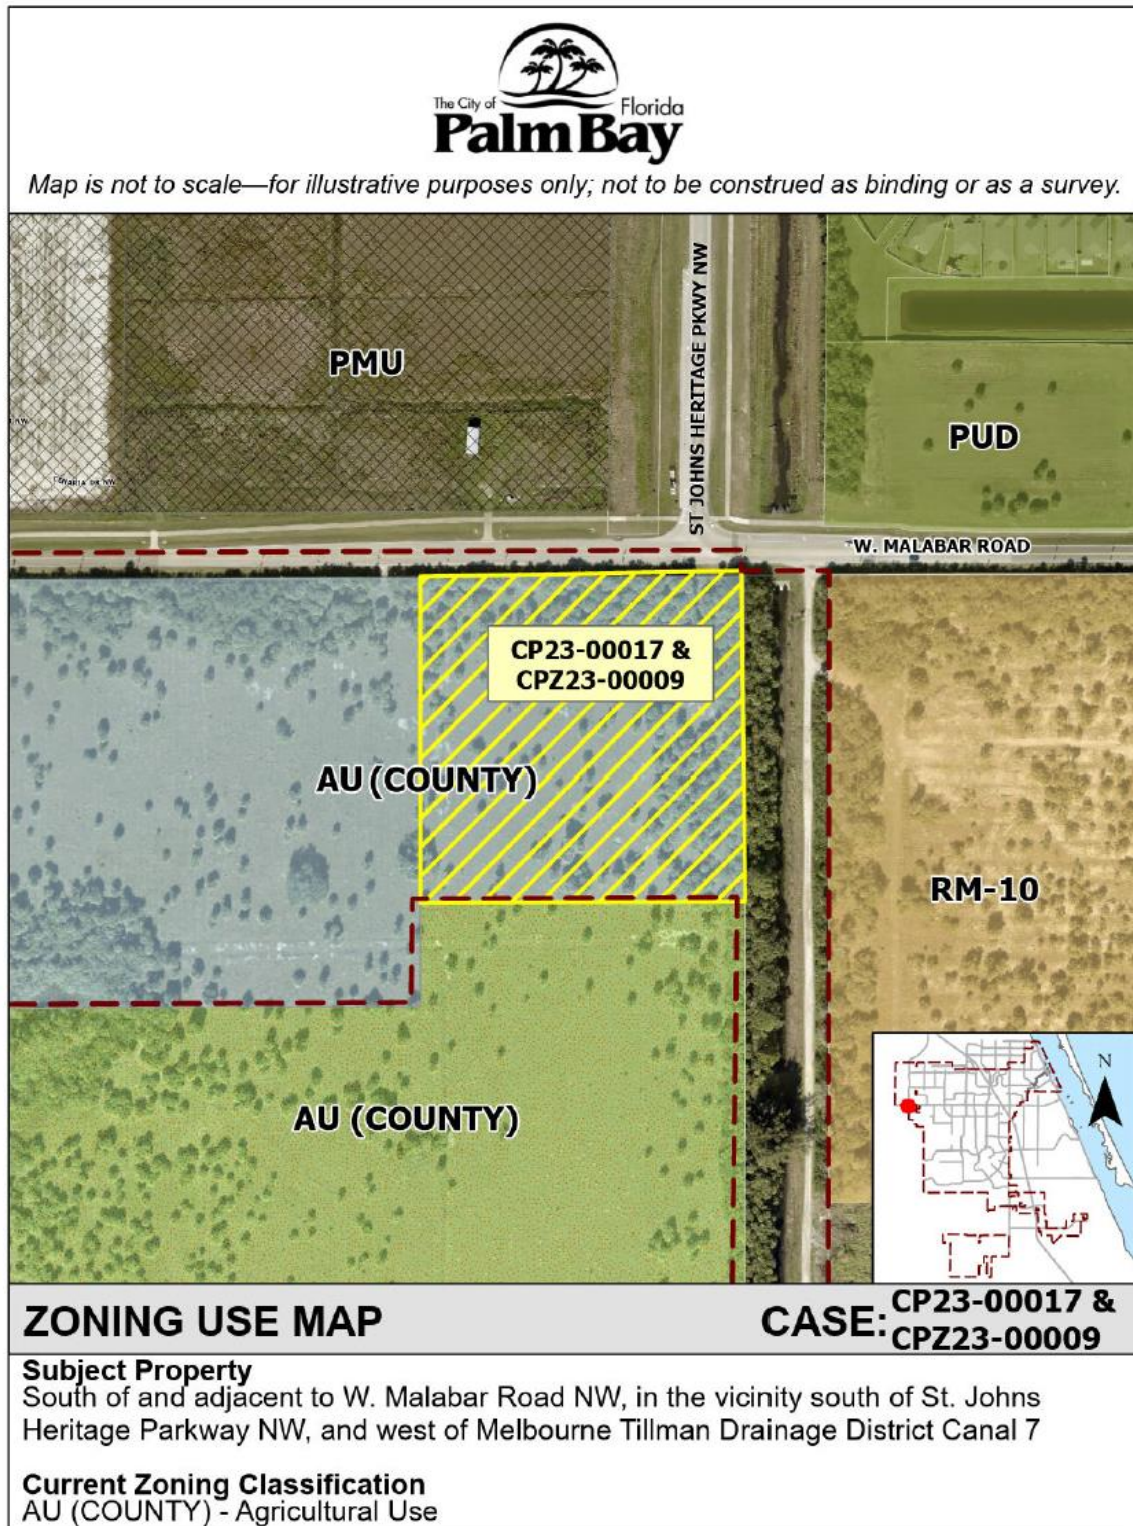 The City of Florida
Palm Bay
Map is not to scale—for illustrative purposes only; not to be construed as binding or as a survey.
PMU
ST JOHNS HERITAGE PKWY NW
PUD
W. MALABAR ROAD
CP23-00017 &
CPZ23-00009
AU (COUNTY)
RM-10
AU (COUNTY)
N
ZONING USE MAP
CASE: CP23-00017 &
CPZ23-00009
Subject Property
South of and adjacent to W. Malabar Road NW, in the vicinity south of St. Johns
Heritage Parkway NW, and west of Melbourne Tillman Drainage District Canal 7
Current Zoning Classification
AU (COUNTY) - Agricultural Use